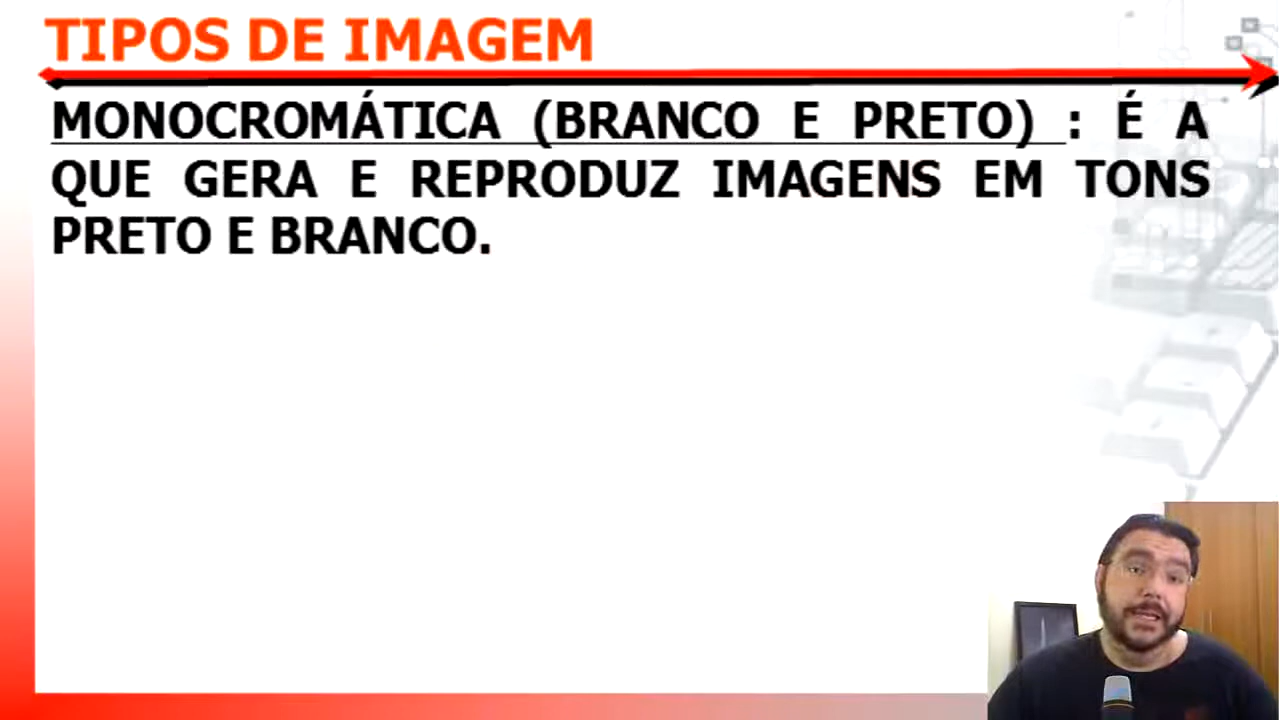 TIPOS DE IMAGEM
MONOCROMÁTICA (BRANCO E PRETO) : É A
QUE GERA E REPRODUZ IMAGENS EM TONS
PRETO E BRANCO.